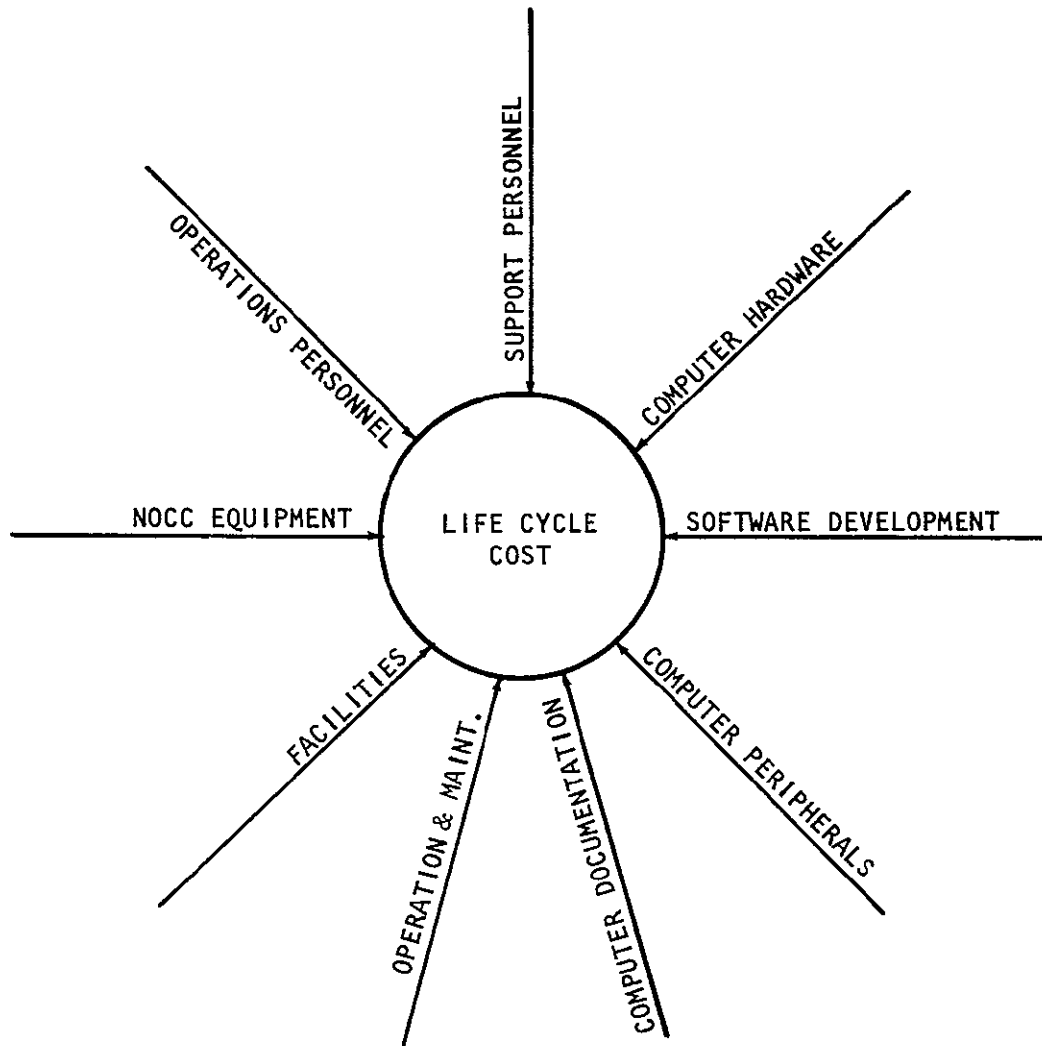 SUPPORT PERSONNEL
OPERATIONS PERSONNEL
COMPUTER HARDWARE
NOCC EQUIPMENT
LIFE CYCLE
COST
SOFTWARE DEVELOPMENT
FACILITIES
OPERATION & MAINT.
COMPUTER DOCUMENTATION
COMPUTER PERIPHERALS